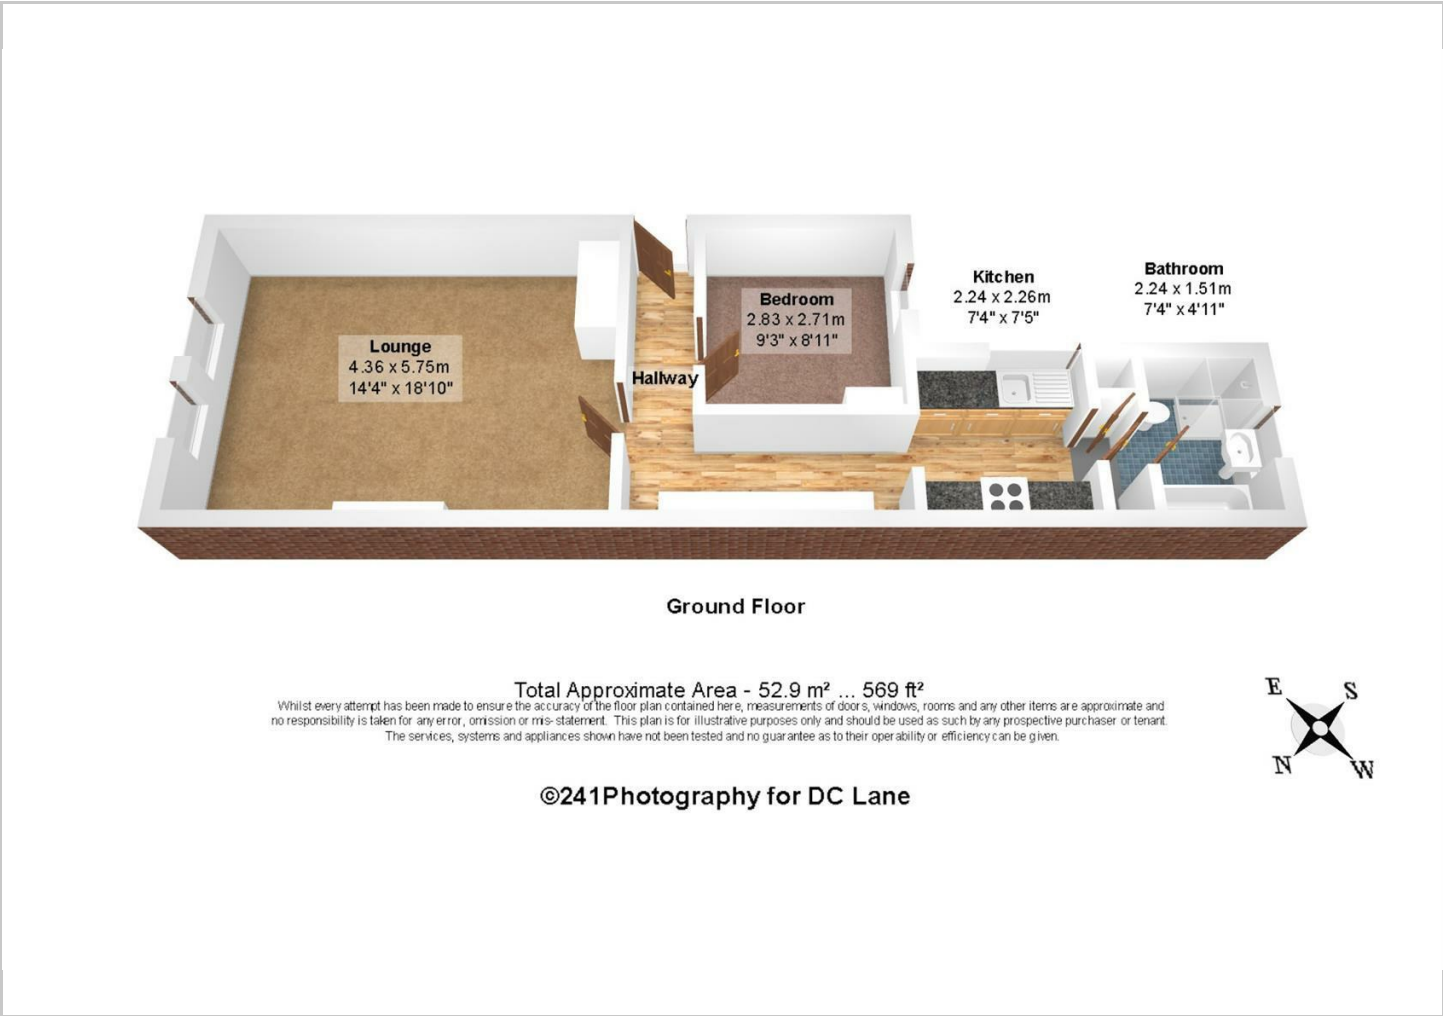 Lounge
4.36 x 5.75m
14'4" x 18'10"
Hallway
Bedroom
2.83 x 2.71m
9'3" x 8'11"
Kitchen
2.24 x 2.26m
7'4" x 7'5"
Bathroom
2.24 x 1.51m
7'4" x 4'11"
Ground Floor
Total Approximate Area - 52.9 m² ... 569 ft²
Whilst every attempt has been made to ensure the accuracy of the floor plan contained here, measurements of doors, windows, rooms and any other items are approximate and
no responsibility is taken for any error, omission or mis-statement. This plan is for illustrative purposes only and should be used as such by any prospective purchaser or tenant.
The services, systems and appliances shown have not been tested and no guarantee as to their operability or efficiency can be given.
©241Photography for DC Lane
E S
N W